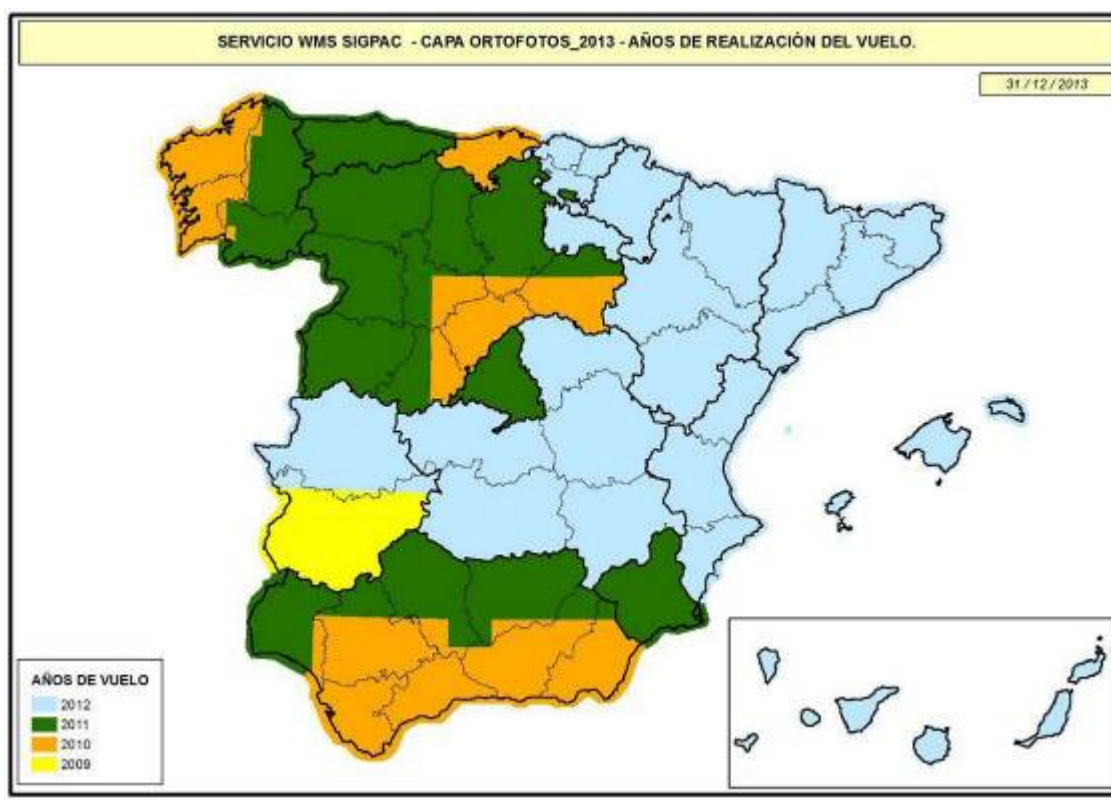 SERVICIO WMS SIGPAC - CAPA ORTOFOTOS_2013 - AÑOS DE REALIZACIÓN DEL VUELO.
31/12/2013
AÑOS DE VUELO
2012
2011
2010
2009